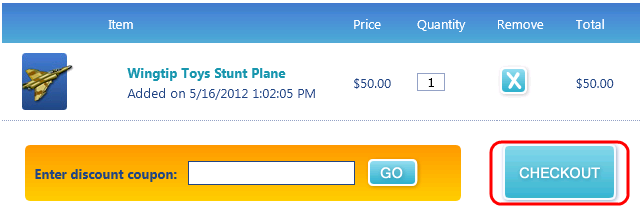 Item Price Quantity Remove Total
Wingtip Toys Stunt Plane
$50.00 1 X $50.00
Added on 5/16/2012 1:02:05 PM
Enter discount coupon: GO CHECKOUT